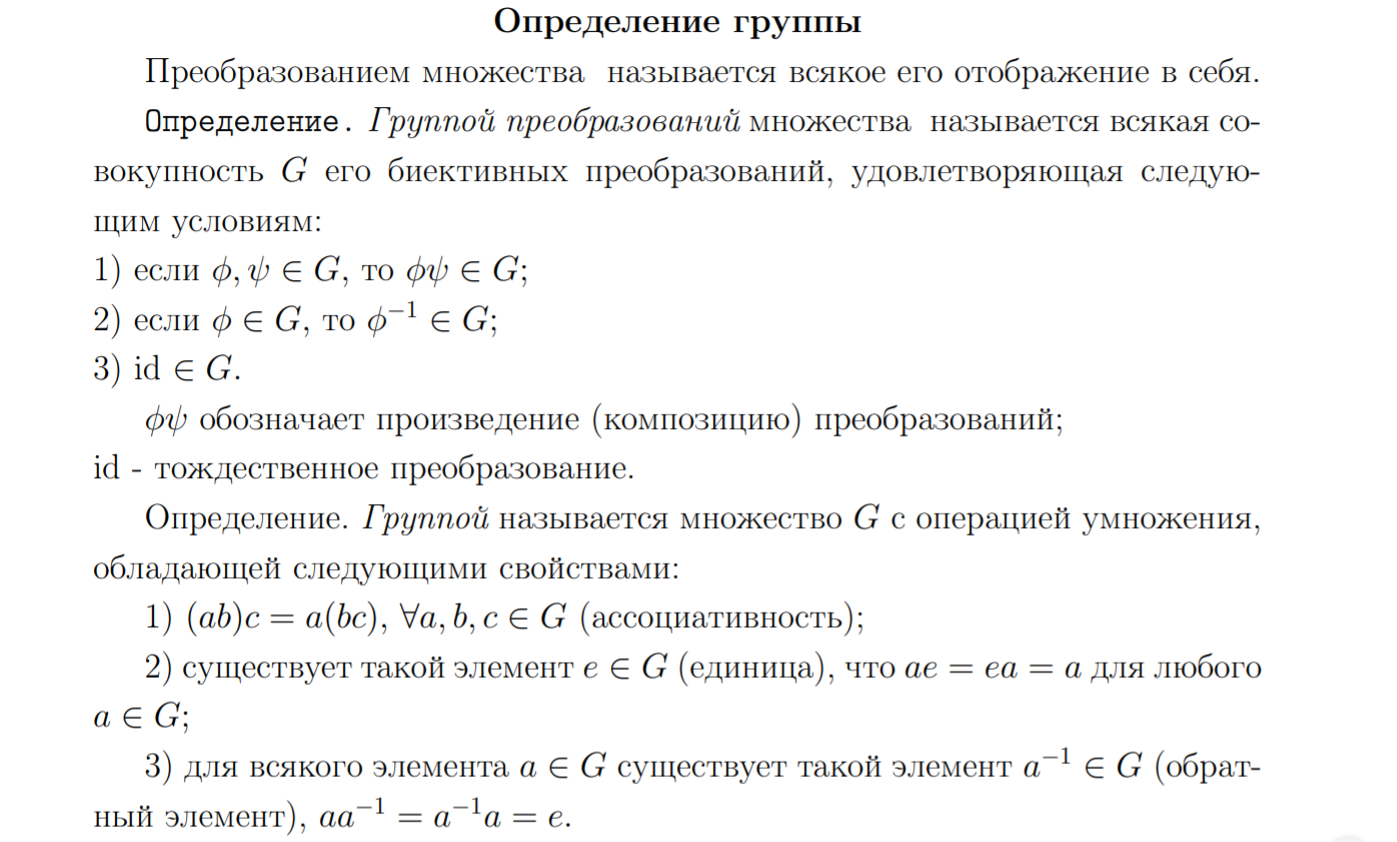 Определение группы
Преобразованием множества называется всякое его отображение в себя.
Определение. Группой преобразований множества называется всякая со-
вокупность G его биективных преобразований, удовлетворяющая следую-
щим условиям:
1) если ϕ, ψ ∈ G, то ϕψ ∈ G;
2) если ϕ ∈ G, то ϕ⁻¹ ∈ G;
3) id ∈ G.
ϕψ обозначает произведение (композицию) преобразований;
id - тождественное преобразование.
Определение. Группой называется множество G с операцией умножения,
обладающей следующими свойствами:
1) (ab)c = a(bc), ∀a, b, c ∈ G (ассоциативность);
2) существует такой элемент e ∈ G (единица), что ae = ea = a для любого
a ∈ G;
3) для всякого элемента a ∈ G существует такой элемент a⁻¹ ∈ G (обрат-
ный элемент), aa⁻¹ = a⁻¹a = e.